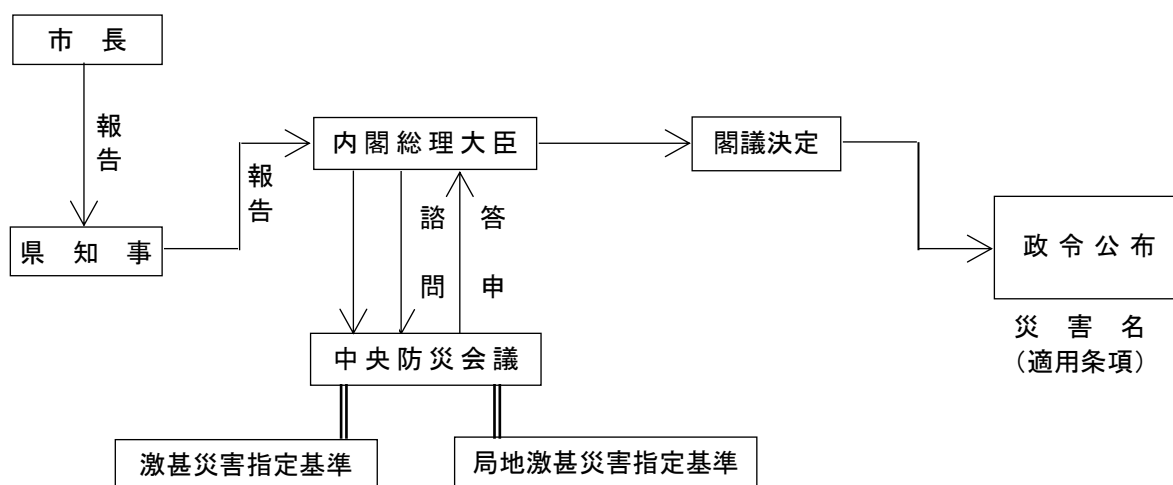 市長
報告
県知事
報告
内閣総理大臣
諮問
答申
中央防災会議
激甚災害指定基準
局地激甚災害指定基準
閣議決定
政令公布
災害名
（適用条項）